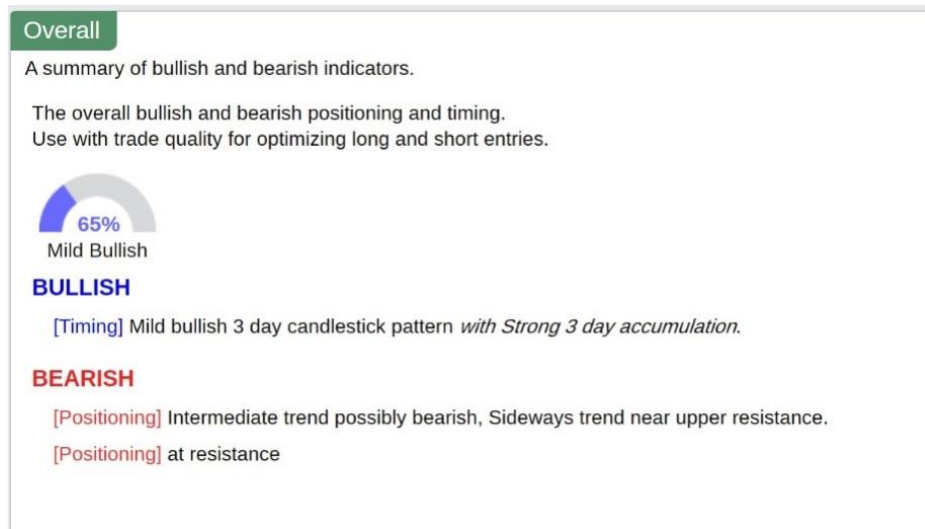 Overall
A summary of bullish and bearish indicators.
The overall bullish and bearish positioning and timing.
Use with trade quality for optimizing long and short entries.
65%
Mild Bullish
BULLISH
[Timing] Mild bullish 3 day candlestick pattern with Strong 3 day accumulation.
BEARISH
[Positioning] Intermediate trend possibly bearish, Sideways trend near upper resistance.
[Positioning] at resistance